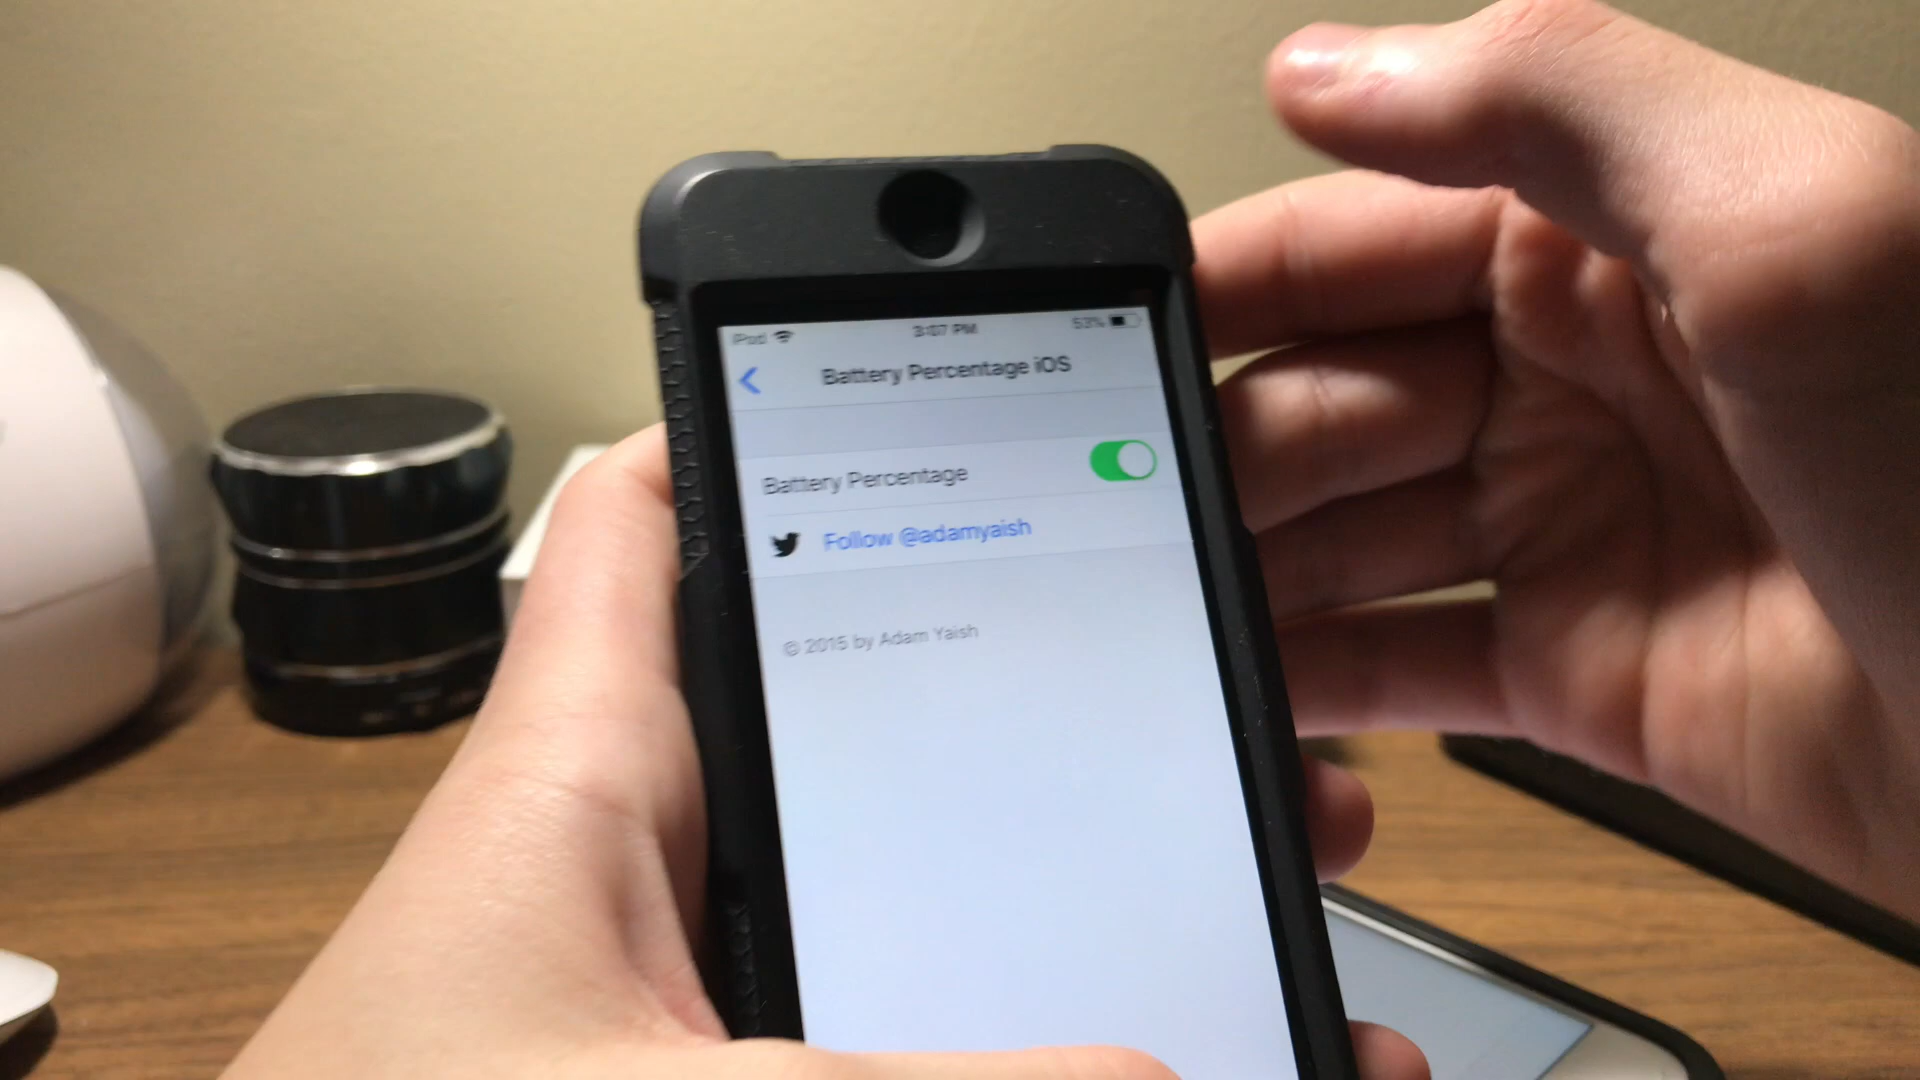 iPod 3:07 PM 53%
Battery Percentage iOS
Battery Percentage
Follow @adamyaish
© 2015 by Adam Yaish